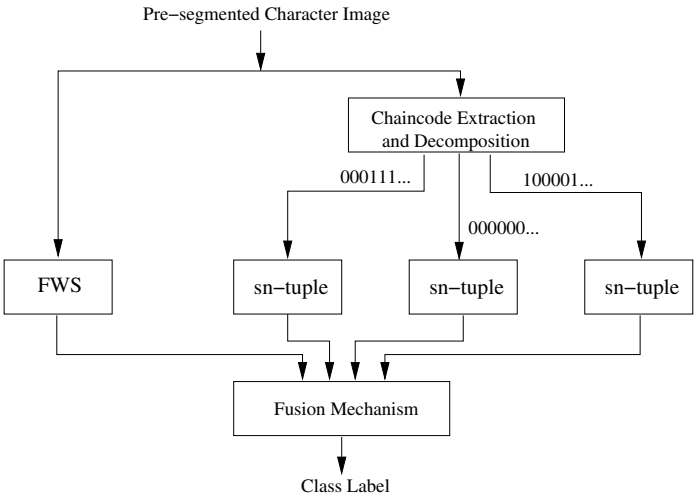 Pre−segmented Character Image
Chaincode Extraction
and Decomposition
000111...
100001...
000000...
FWS
sn−tuple
sn−tuple
sn−tuple
Fusion Mechanism
Class Label